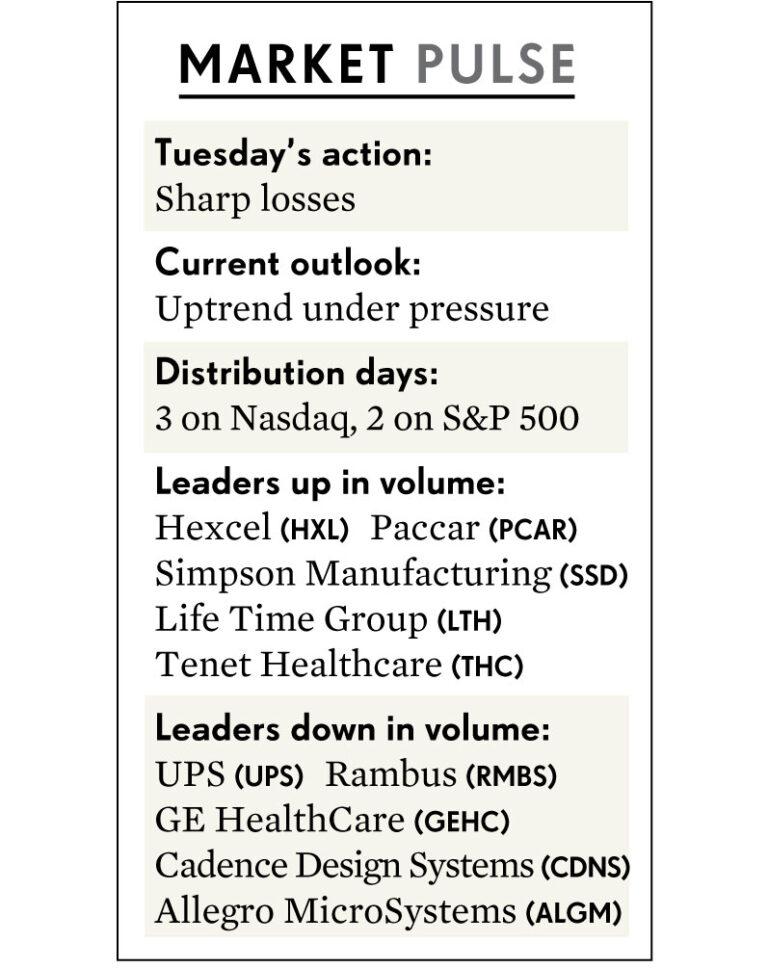 MARKET PULSE
Tuesday’s action:
Sharp losses
Current outlook:
Uptrend under pressure
Distribution days:
3 on Nasdaq, 2 on S&P 500
Leaders up in volume:
Hexcel (HXL) Paccar (PCAR)
Simpson Manufacturing (SSD)
Life Time Group (LTH)
Tenet Healthcare (THC)
Leaders down in volume:
UPS (UPS) Rambus (RMBS)
GE HealthCare (GEHC)
Cadence Design Systems (CDNS)
Allegro MicroSystems (ALGM)